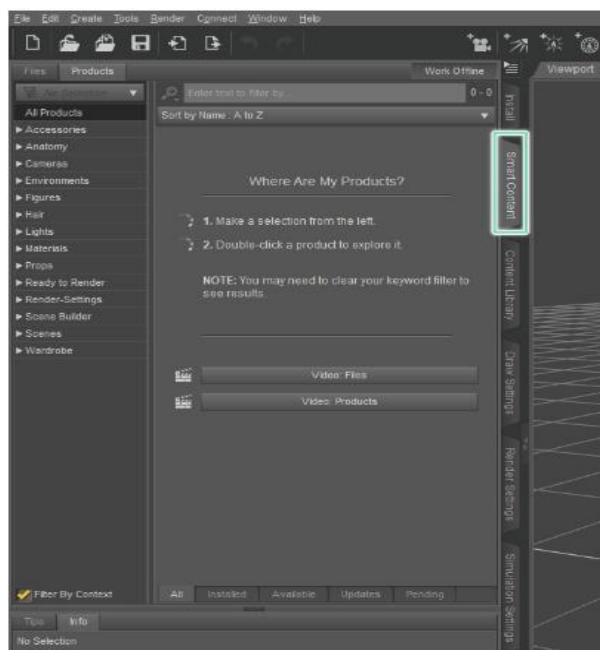 File Edit Create Tools Render Connect Window Help
Files Products Work Offline
No Selection
Enter text to filter by...
0 - 0
All Products
Sort by Name : A to Z
Accessories
Anatomy
Cameras
Environments
Figures
Hair
Lights
Materials
Props
Ready to Render
Render-Settings
Scene Builder
Scenes
Wardrobe
Where Are My Products?
1. Make a selection from the left.
2. Double-click a product to explore it.
NOTE: You may need to clear your keyword filter to
see results.
Video: Files
Video: Products
Filter By Context
All Installed Available Updates Pending
Tips Info
No Selection
Install
Smart Content
Content Library
Draw Settings
Render Settings
Simulation Settings
Viewport